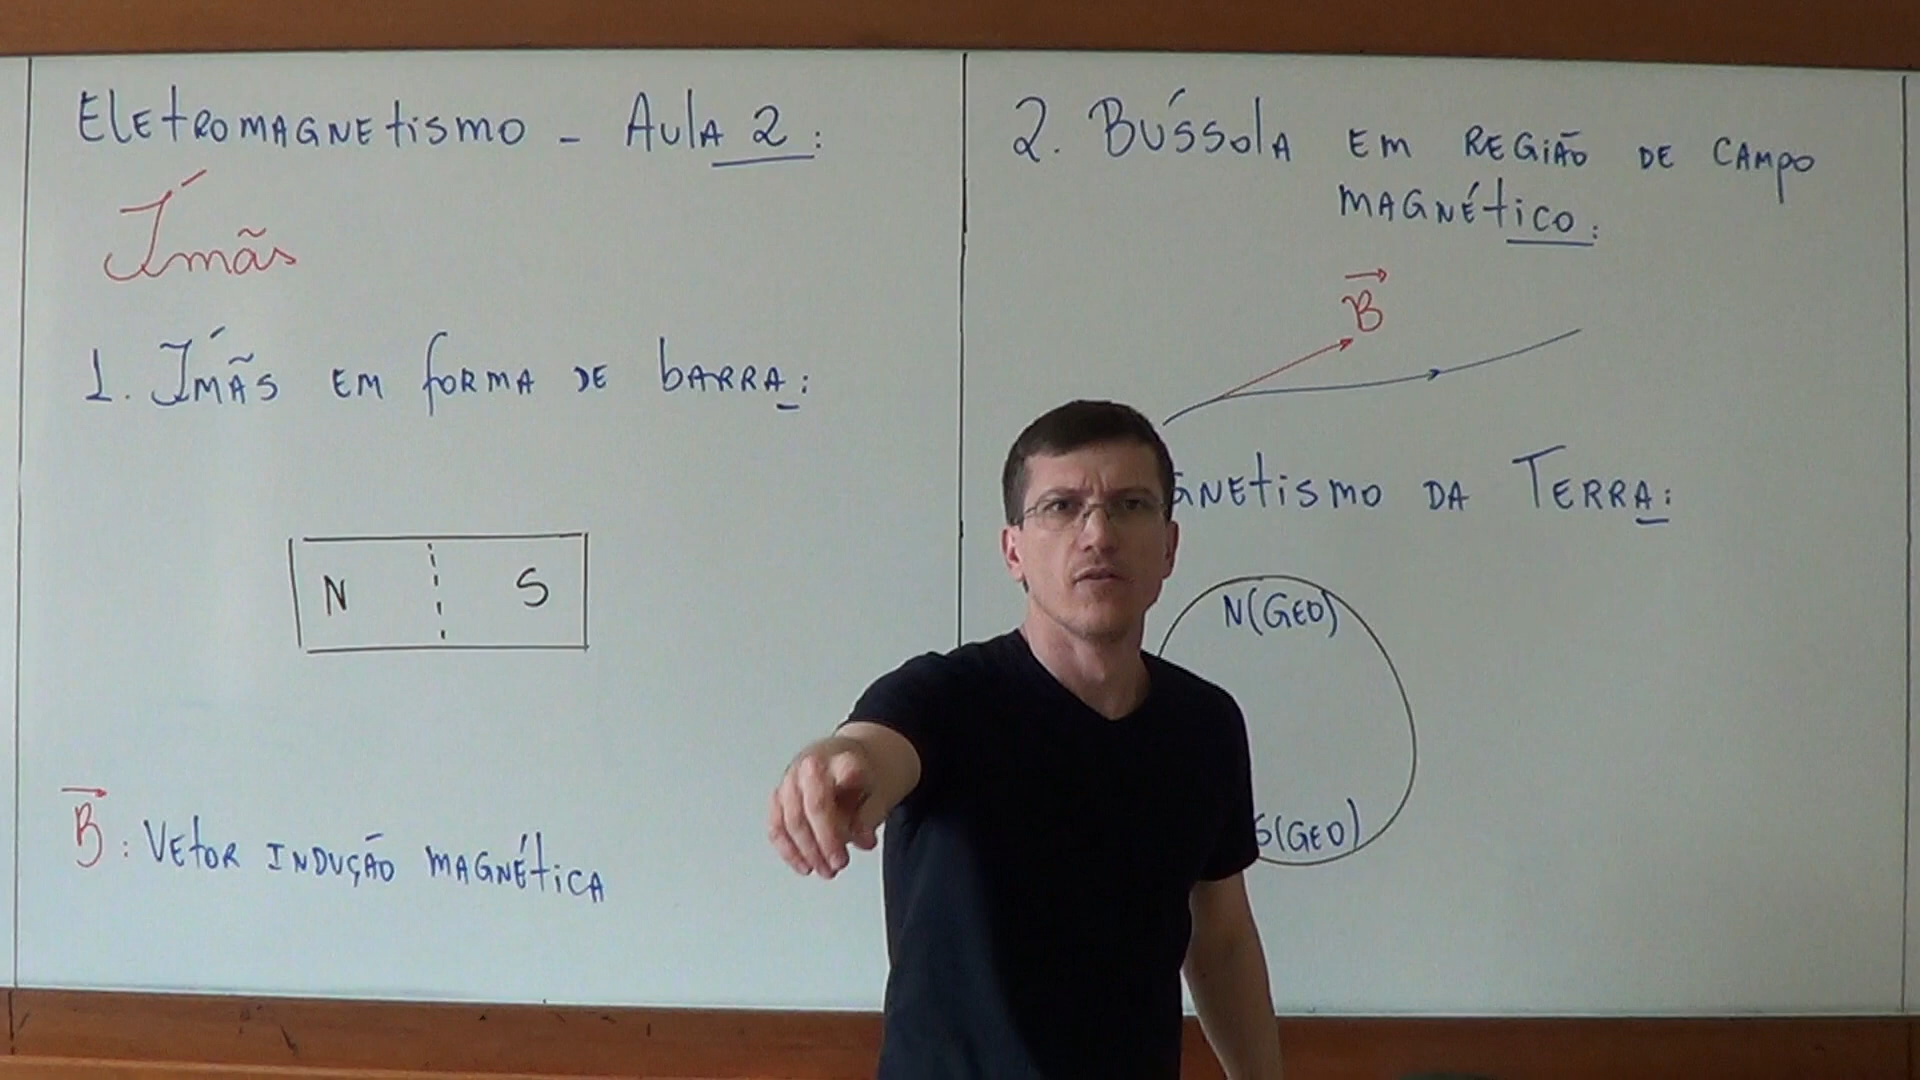 Eletromagnetismo - Aula 2:
Ímãs
1. Ímãs em forma de barra:
N S
B: Vetor indução magnética
2. Bússola em região de campo
magnético:
B
gnetismo da Terra:
N(Geo)
S(Geo)